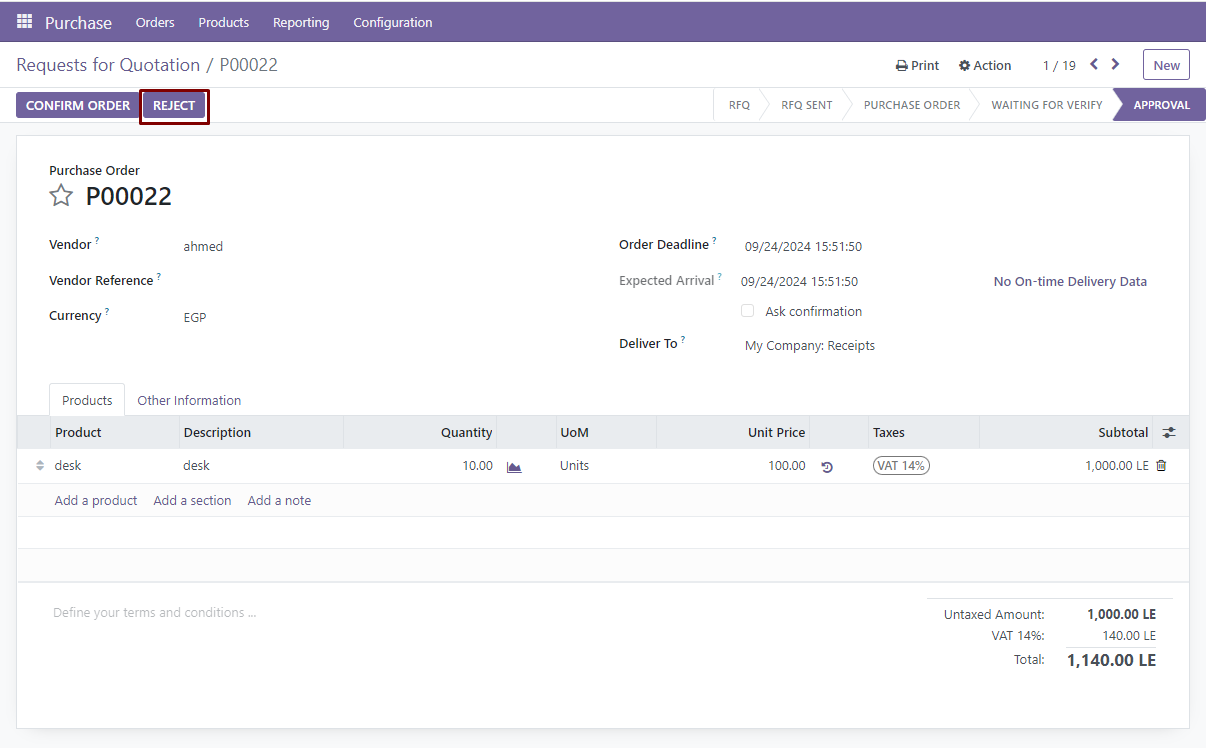 Purchase Orders Products Reporting Configuration
Requests for Quotation / P00022 Print Action 1 / 19 New
CONFIRM ORDER REJECT RFQ RFQ SENT PURCHASE ORDER WAITING FOR VERIFY APPROVAL
Purchase Order
P00022
Vendor ? ahmed Order Deadline ? 09/24/2024 15:51:50
Vendor Reference ? Expected Arrival ? 09/24/2024 15:51:50 No On-time Delivery Data
Currency ? EGP Ask confirmation
Deliver To ? My Company: Receipts
Products Other Information
Product Description Quantity UoM Unit Price Taxes Subtotal
desk desk 10.00 Units 100.00 VAT 14% 1,000.00 LE
Add a product Add a section Add a note
Define your terms and conditions ... Untaxed Amount: 1,000.00 LE
VAT 14%: 140.00 LE
Total: 1,140.00 LE